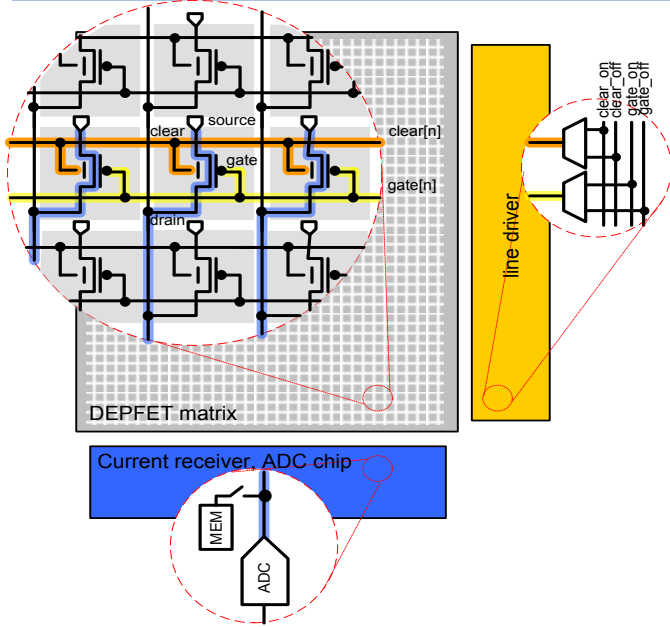 clear_on
clear_off
gate_on
gate_off
source
clear
clear[n]
gate
gate[n]
drain
line driver
DEPFET matrix
Current receiver, ADC chip
MEM
ADC